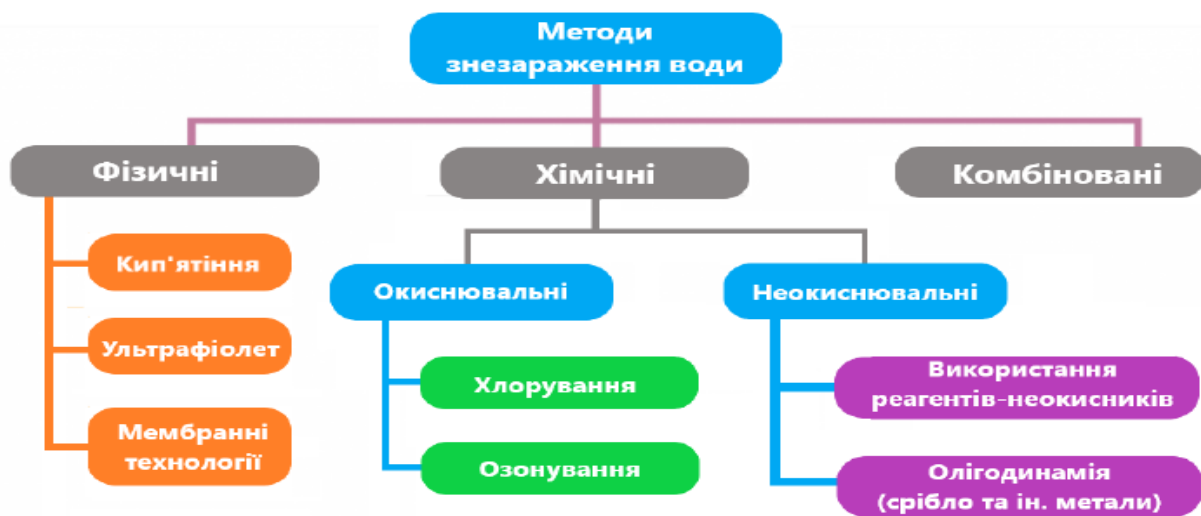 Методи
знезараження води
Фізичні
Хімічні
Комбіновані
Кип'ятіння
Ультрафіолет
Мембранні
технології
Окиснювальні
Неокиснювальні
Хлорування
Озонування
Використання
реагентів-неокисників
Олігодинамія
(срібло та ін. метали)